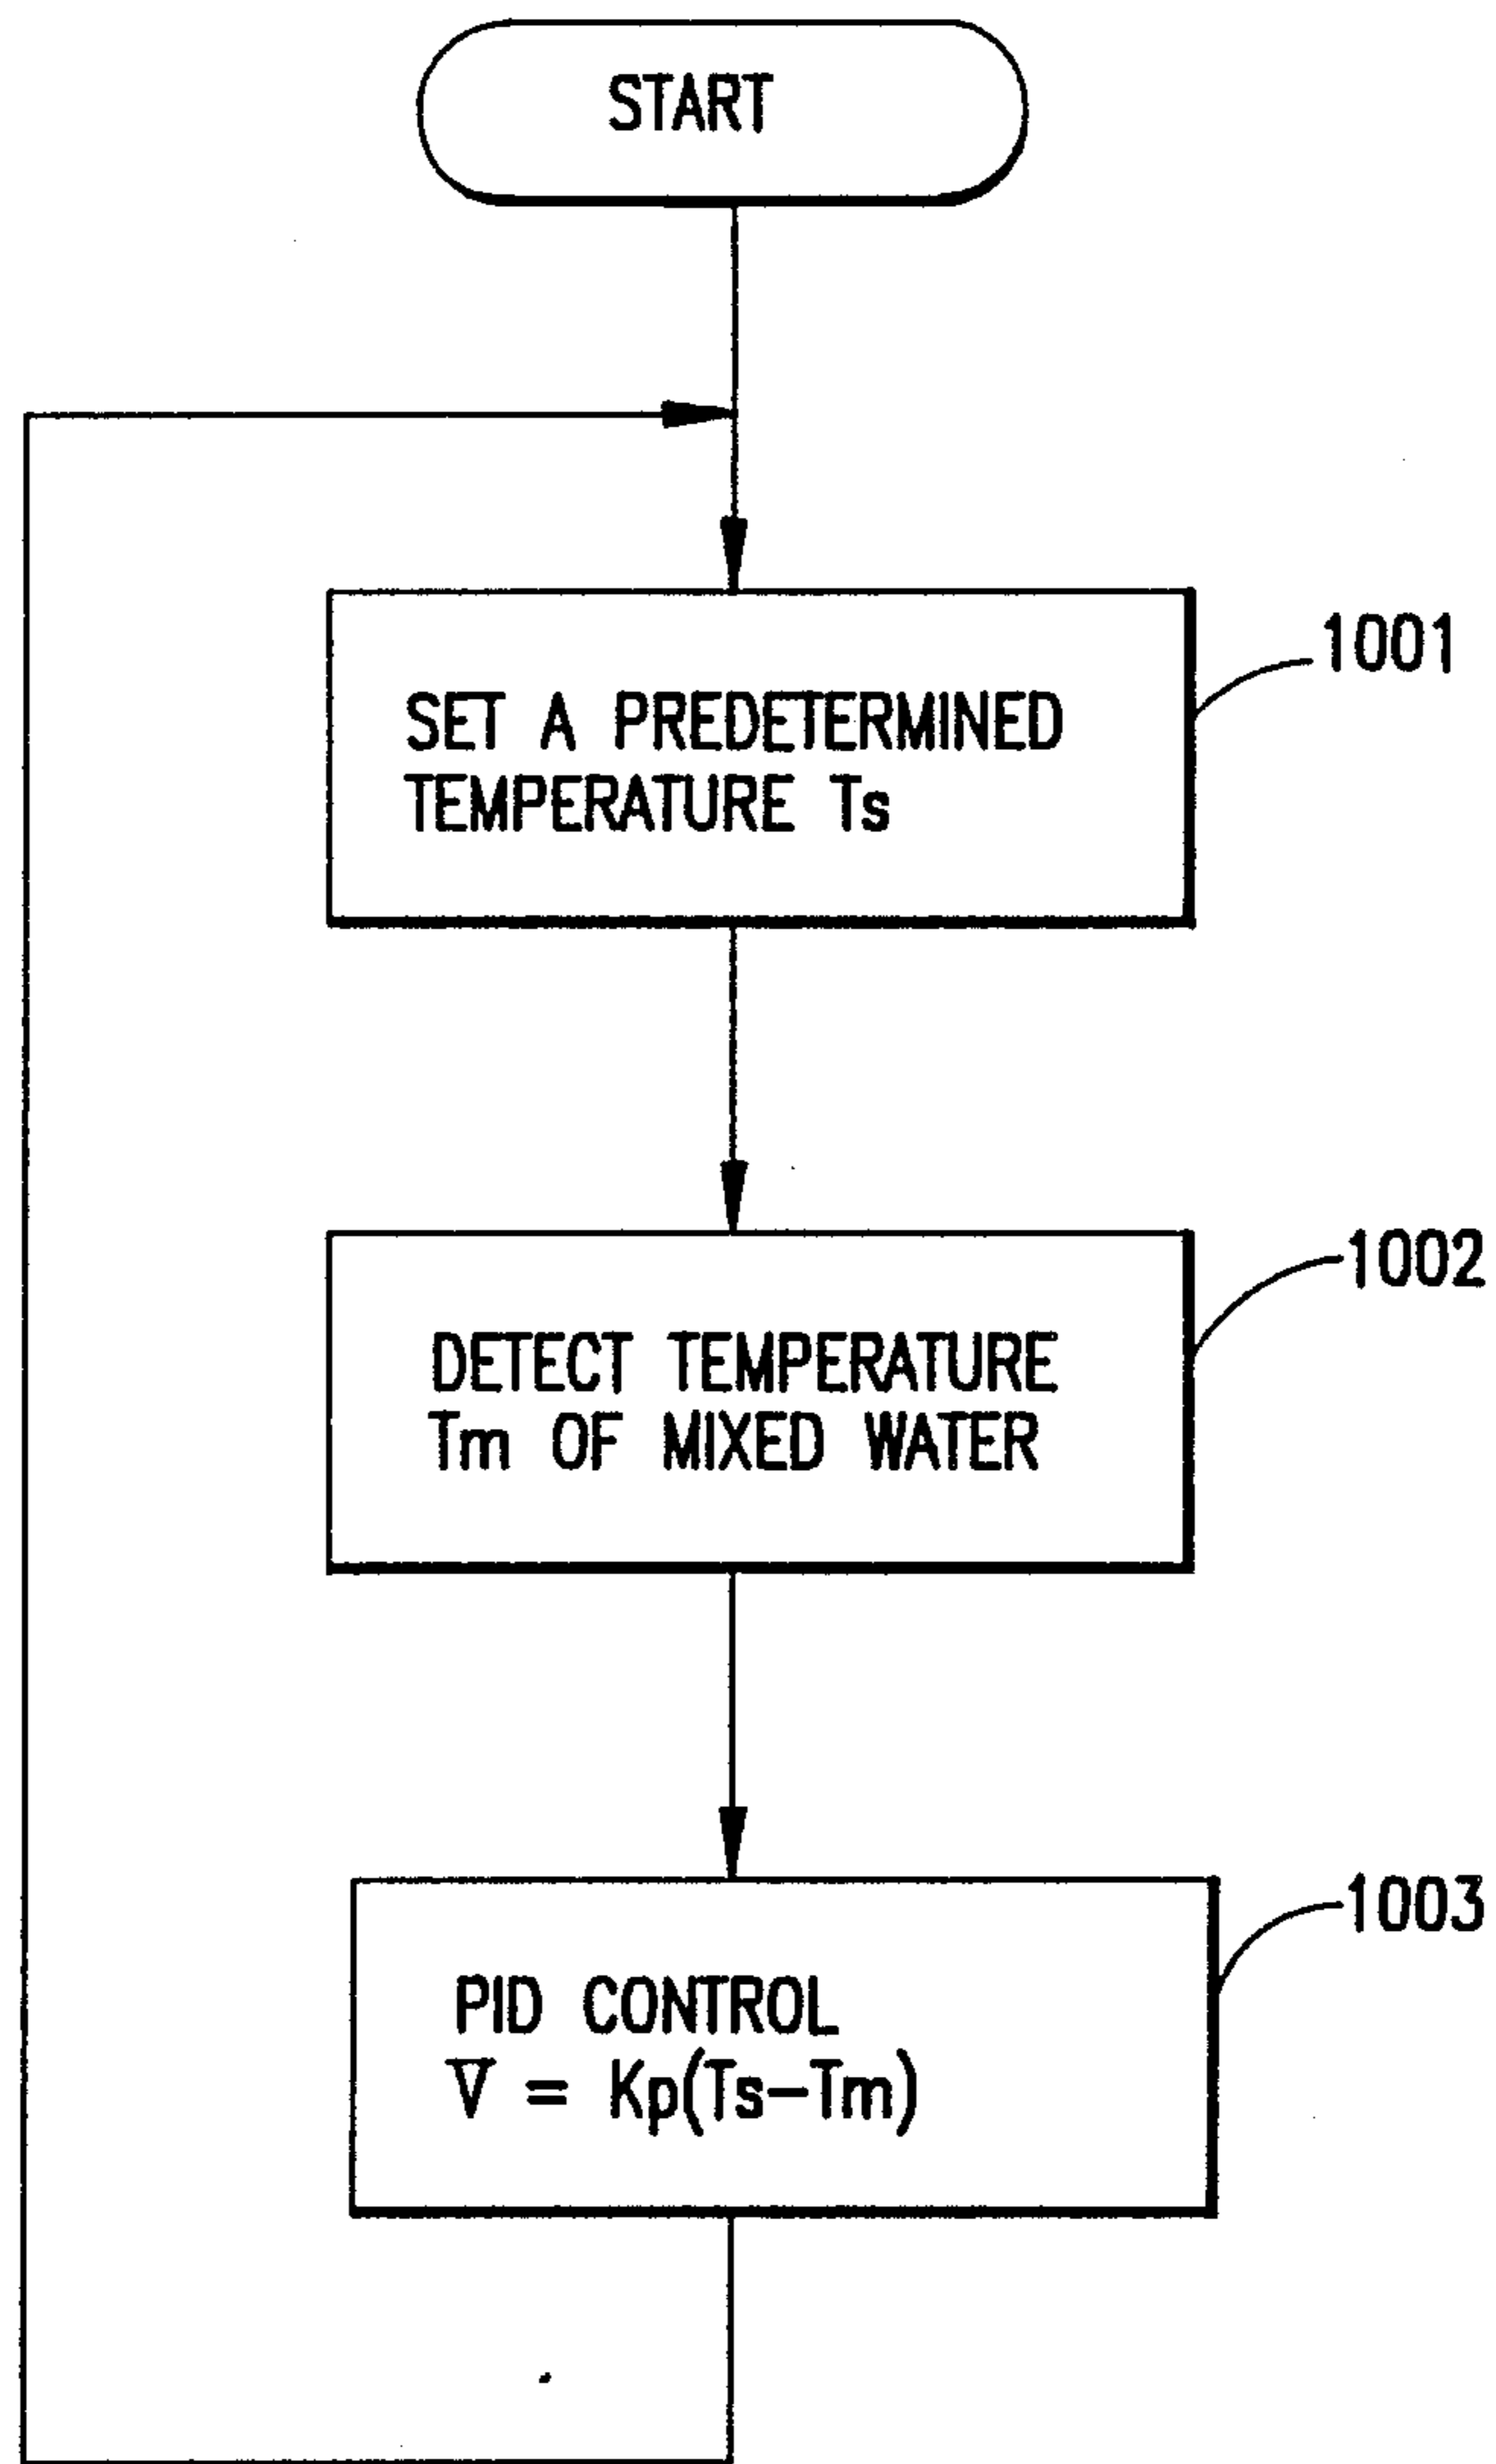 START
1001
SET A PREDETERMINED
TEMPERATURE Ts
1002
DETECT TEMPERATURE
Tm OF MIXED WATER
1003
PID CONTROL
V̅ = Kp(Ts-Tm)